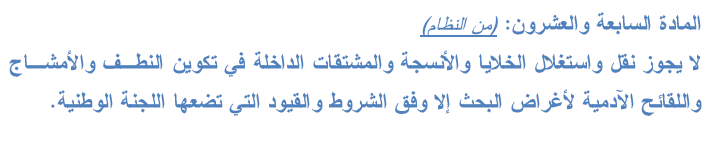 المادة السابعة والعشرون: (من النظام)
لا يجوز نقل واستغلال الخلايا والأنسجة والمشتقات الداخلة في تكوين النطـــف والأمشـــاج
واللقائح الآدمية لأغراض البحث إلا وفق الشروط والقيود التي تضعها اللجنة الوطنية.